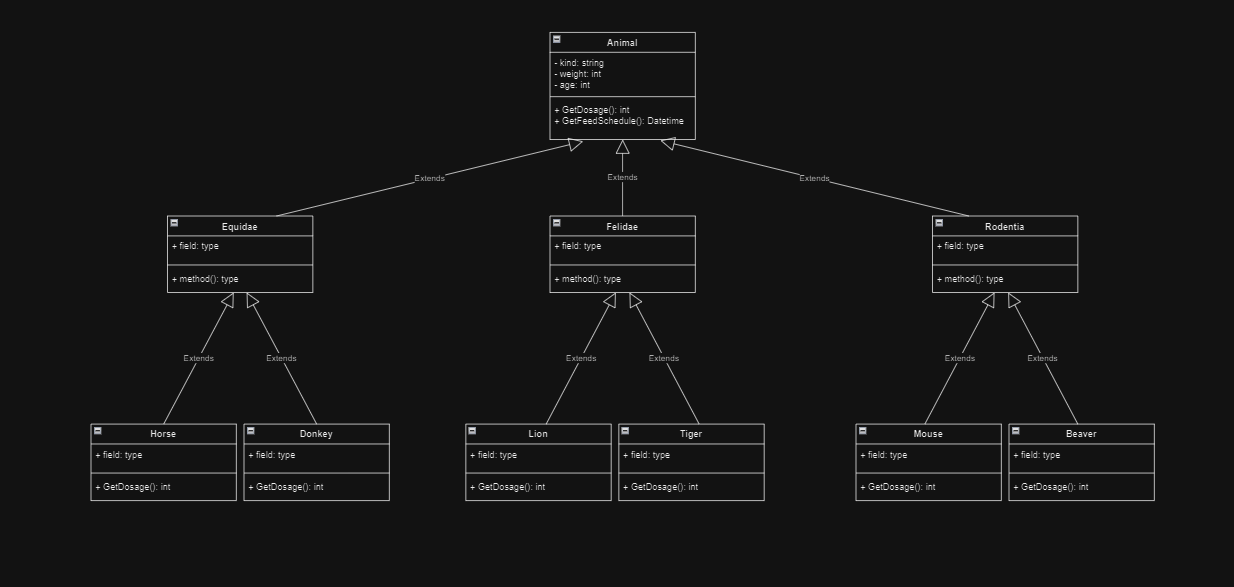 Animal
- kind: string
- weight: int
- age: int
+ GetDosage(): int
+ GetFeedSchedule(): Datetime
Extends
Extends
Extends
Equidae
+ field: type
+ method(): type
Felidae
+ field: type
+ method(): type
Rodentia
+ field: type
+ method(): type
Extends
Extends
Extends
Extends
Extends
Extends
Horse
+ field: type
+ GetDosage(): int
Donkey
+ field: type
+ GetDosage(): int
Lion
+ field: type
+ GetDosage(): int
Tiger
+ field: type
+ GetDosage(): int
Mouse
+ field: type
+ GetDosage(): int
Beaver
+ field: type
+ GetDosage(): int